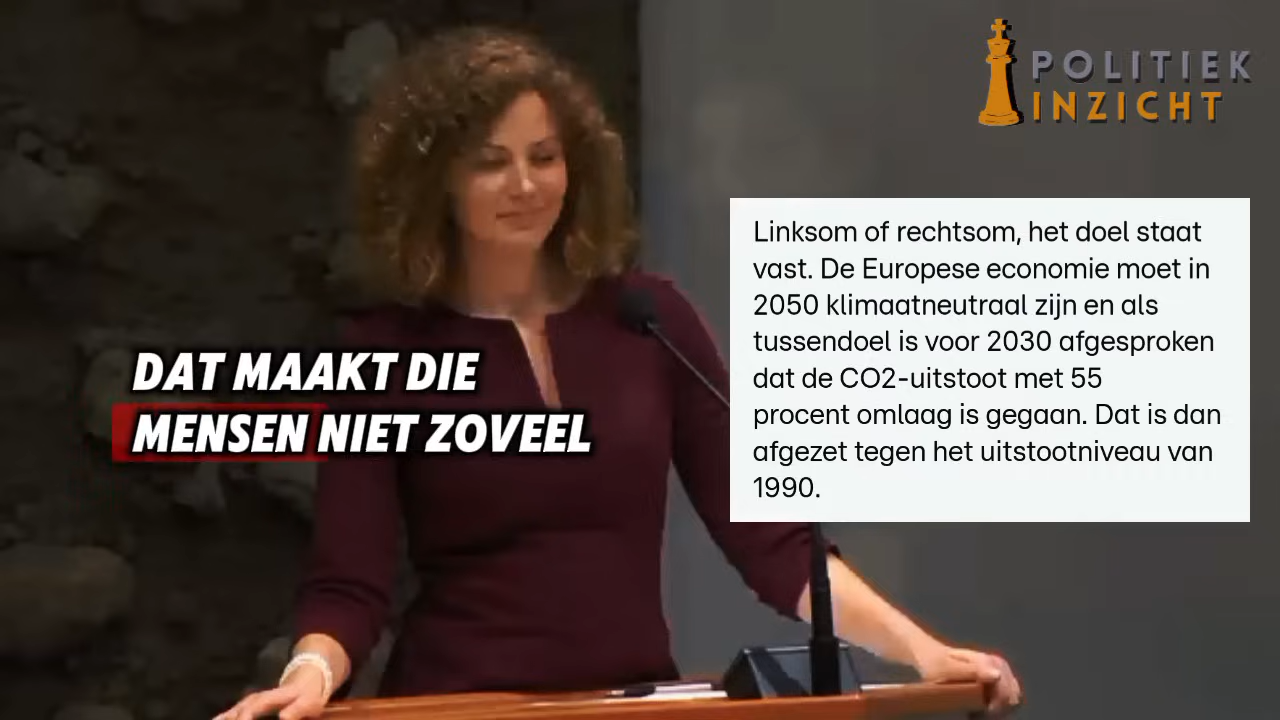 POLITIEK
INZICHT
Linksom of rechtsom, het doel staat
vast. De Europese economie moet in
2050 klimaatneutraal zijn en als
tussendoel is voor 2030 afgesproken
dat de CO2-uitstoot met 55
procent omlaag is gegaan. Dat is dan
afgezet tegen het uitstootniveau van
1990.
DAT MAAKT DIE
MENSEN NIET ZOVEEL